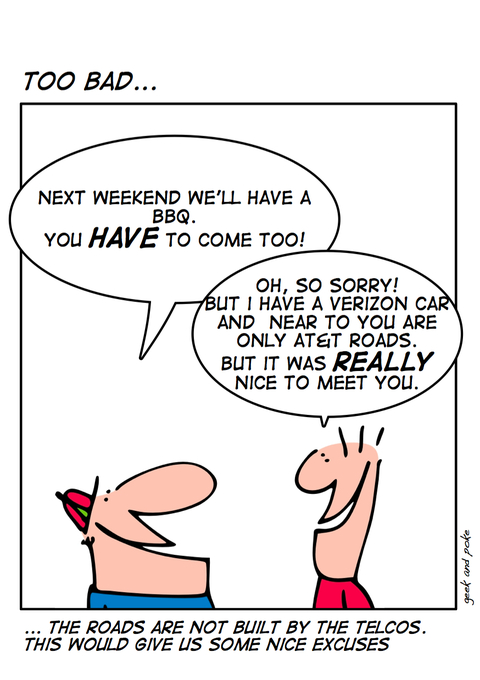 TOO BAD...
NEXT WEEKEND WE'LL HAVE A
BBQ.
YOU HAVE TO COME TOO!
OH, SO SORRY!
BUT I HAVE A VERIZON CAR
AND NEAR TO YOU ARE
ONLY AT&T ROADS.
BUT IT WAS REALLY
NICE TO MEET YOU.
geek and poke
... THE ROADS ARE NOT BUILT BY THE TELCOS.
THIS WOULD GIVE US SOME NICE EXCUSES